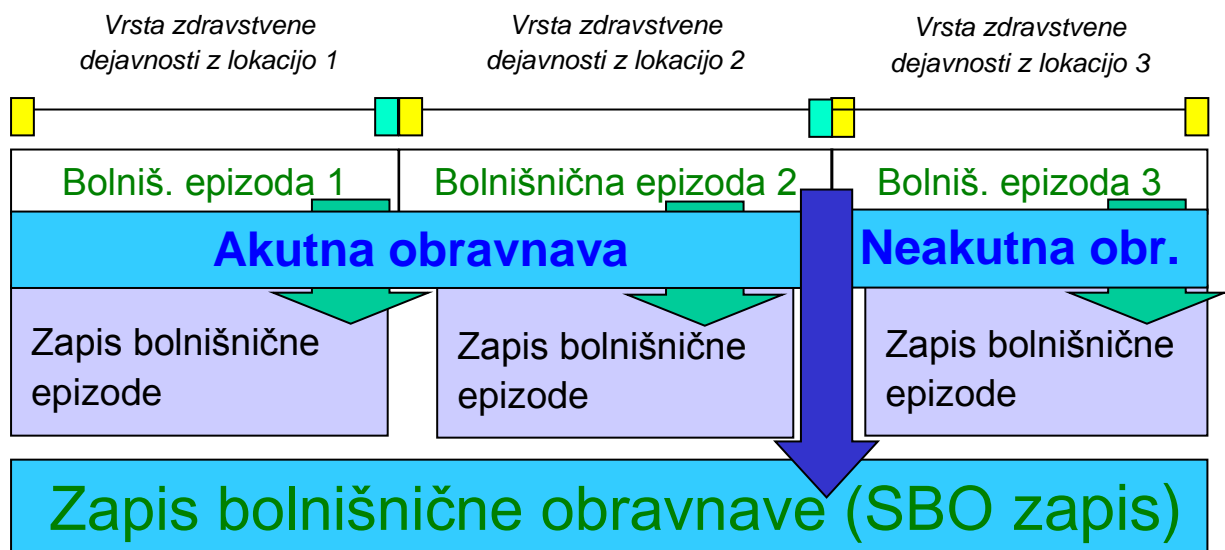 Vrsta zdravstvene
dejavnosti z lokacijo 1
Vrsta zdravstvene
dejavnosti z lokacijo 2
Vrsta zdravstvene
dejavnosti z lokacijo 3
Bolniš. epizoda 1
Bolnišnična epizoda 2
Bolniš. epizoda 3
Akutna obravnava
Neakutna obr.
Zapis bolnišnične
epizode
Zapis bolnišnične
epizode
Zapis bolnišnične
epizode
Zapis bolnišnične obravnave (SBO zapis)